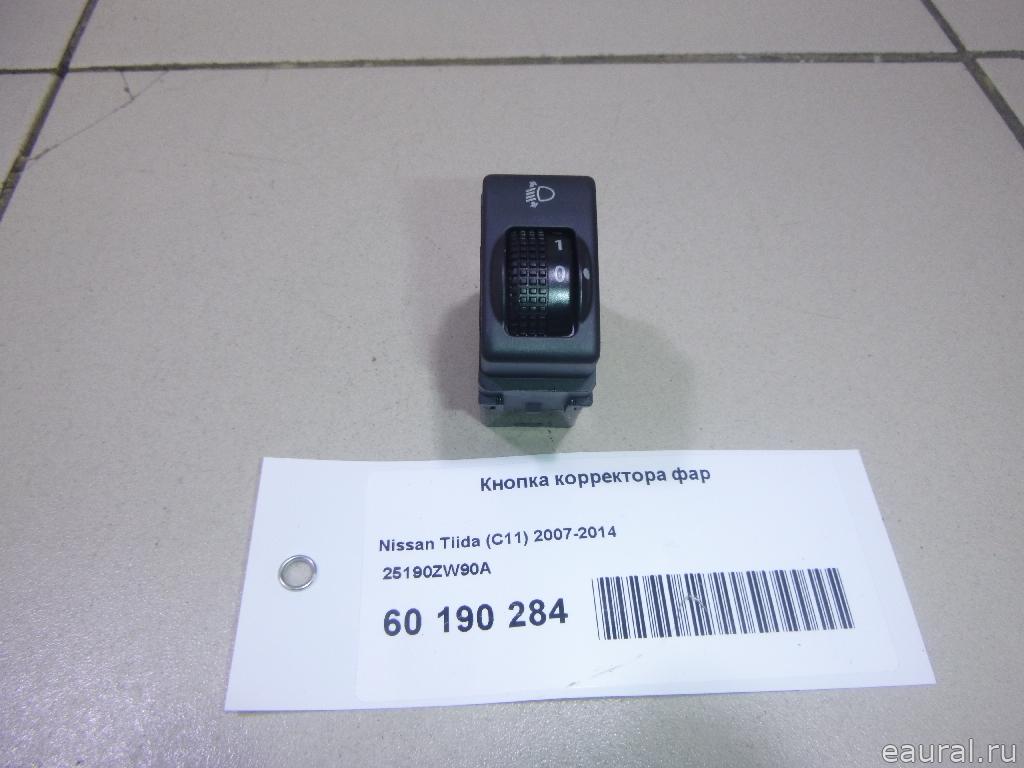 1
0
Кнопка корректора фар
Nissan Tiida (C11) 2007-2014
25190ZW90A
60 190 284
eaural.ru